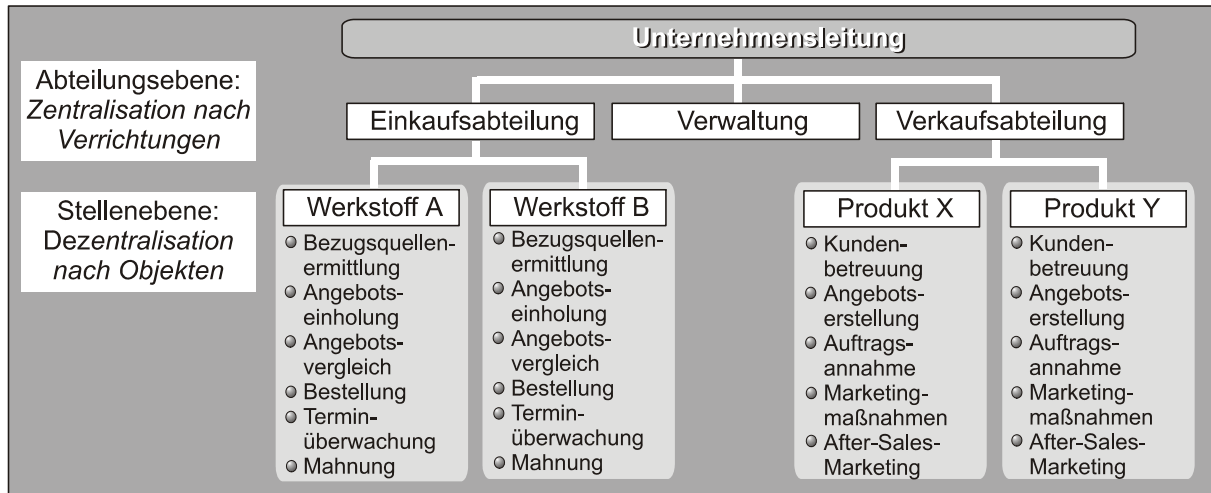 Unternehmensleitung
Abteilungsebene:
Zentralisation nach
Verrichtungen
Einkaufsabteilung
Verwaltung
Verkaufsabteilung
Stellenebene:
Dezentralisation
nach Objekten
Werkstoff A
Bezugsquellen-
ermittlung
Angebots-
einholung
Angebots-
vergleich
Bestellung
Termin-
überwachung
Mahnung
Werkstoff B
Bezugsquellen-
ermittlung
Angebots-
einholung
Angebots-
vergleich
Bestellung
Termin-
überwachung
Mahnung
Produkt X
Kunden-
betreuung
Angebots-
erstellung
Auftrags-
annahme
Marketing-
maßnahmen
After-Sales-
Marketing
Produkt Y
Kunden-
betreuung
Angebots-
erstellung
Auftrags-
annahme
Marketing-
maßnahmen
After-Sales-
Marketing